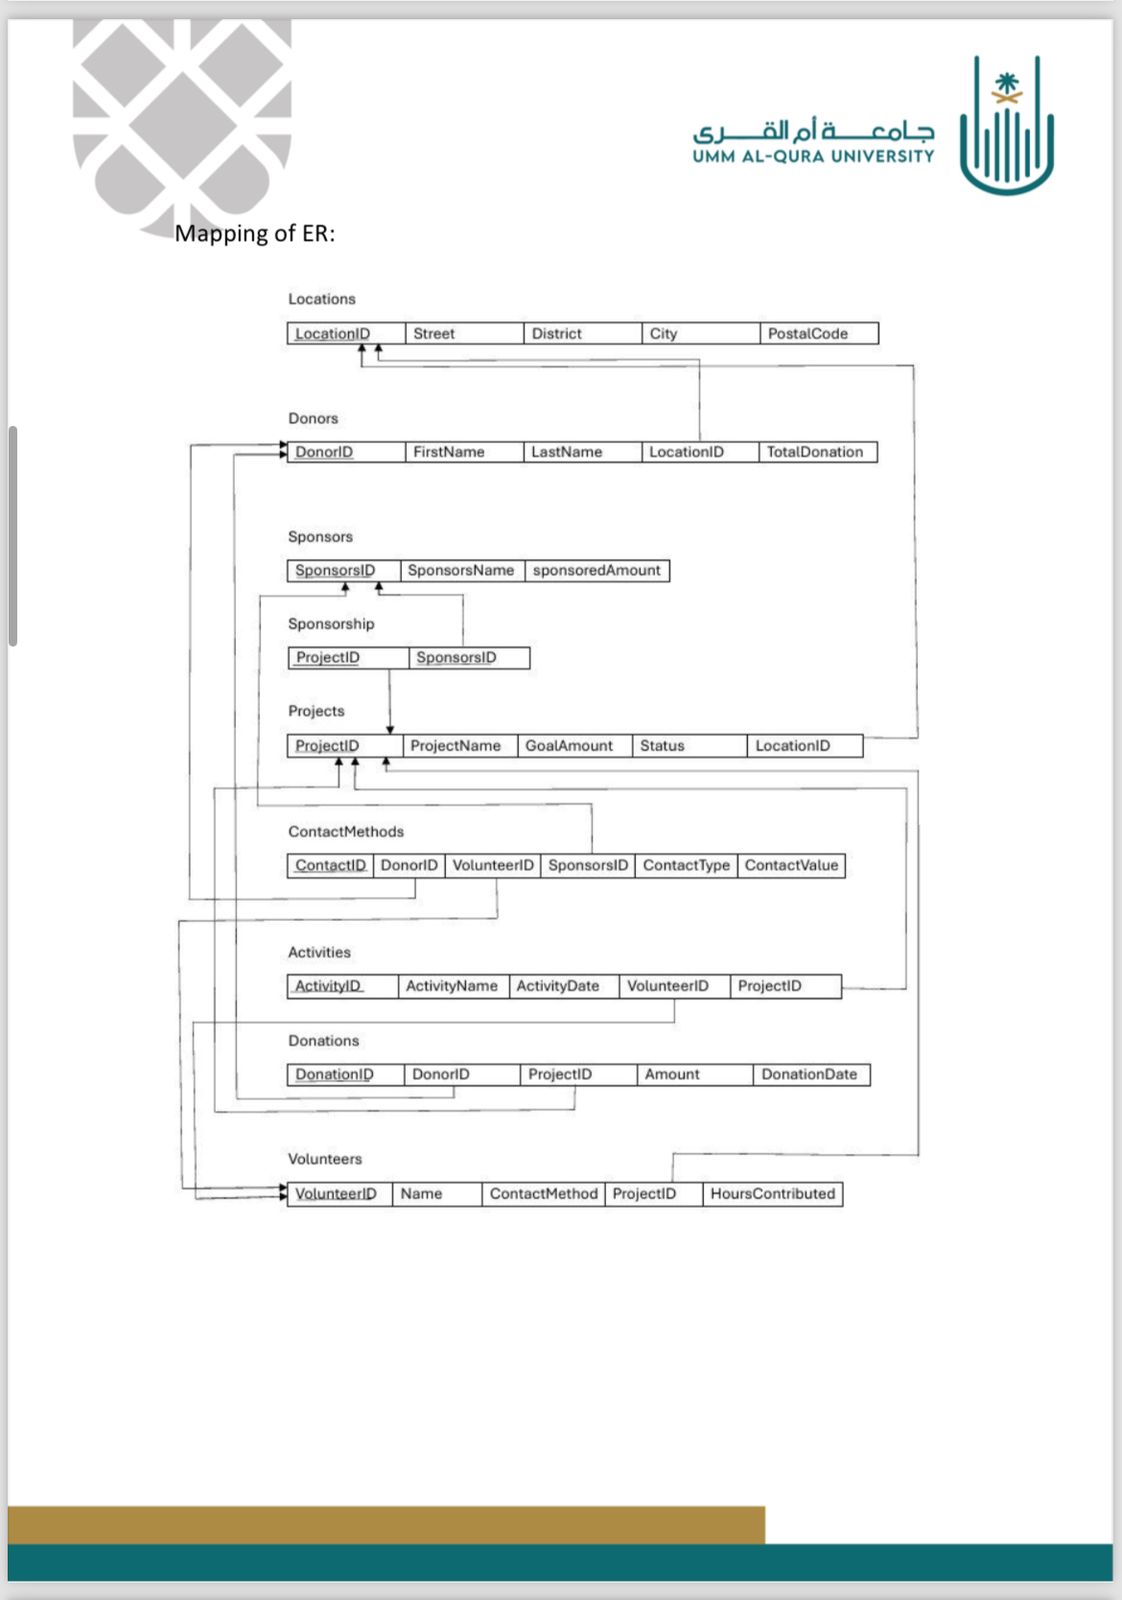 جامعة أم القرى
UMM AL-QURA UNIVERSITY
Mapping of ER:
Locations
LocationID Street District City PostalCode
Donors
DonorID FirstName LastName LocationID TotalDonation
Sponsors
SponsorsID SponsorsName sponsoredAmount
Sponsorship
ProjectID SponsorsID
Projects
ProjectID ProjectName GoalAmount Status LocationID
ContactMethods
ContactID DonorID VolunteerID SponsorsID ContactType ContactValue
Activities
ActivityID ActivityName ActivityDate VolunteerID ProjectID
Donations
DonationID DonorID ProjectID Amount DonationDate
Volunteers
VolunteerID Name ContactMethod ProjectID HoursContributed